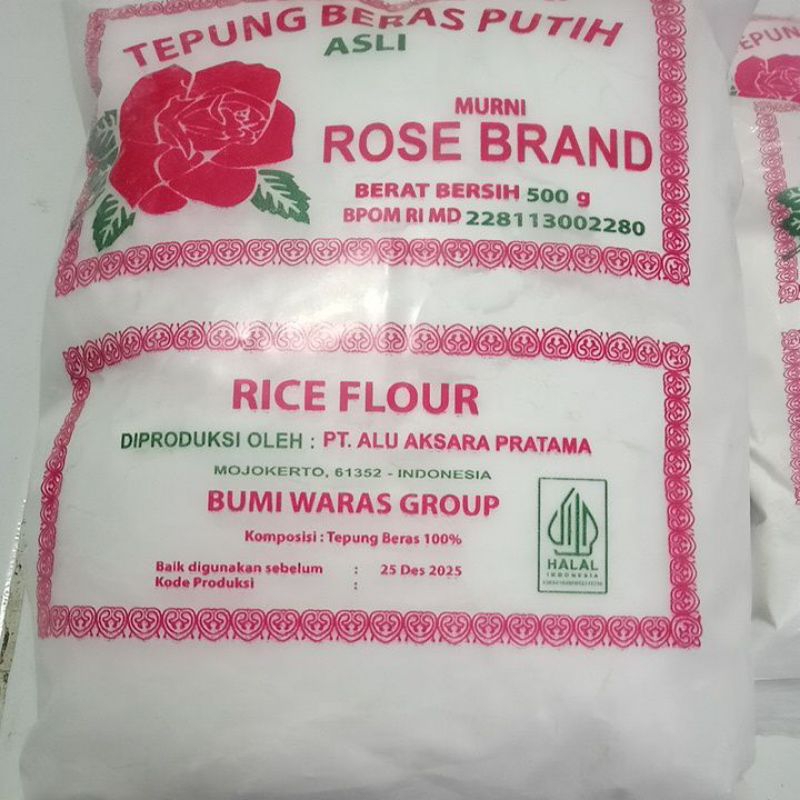 TEPUNG BERAS PUTIH
ASLI
MURNI
ROSE BRAND
BERAT BERSIH 500 g
BPOM RI MD 228113002280
RICE FLOUR
DIPRODUKSI OLEH : PT. ALU AKSARA PRATAMA
MOJOKERTO, 61352 - INDONESIA
BUMI WARAS GROUP
Komposisi : Tepung Beras 100%
Baik digunakan sebelum : 25 Des 2025
Kode Produksi :
HALAL
INDONESIA